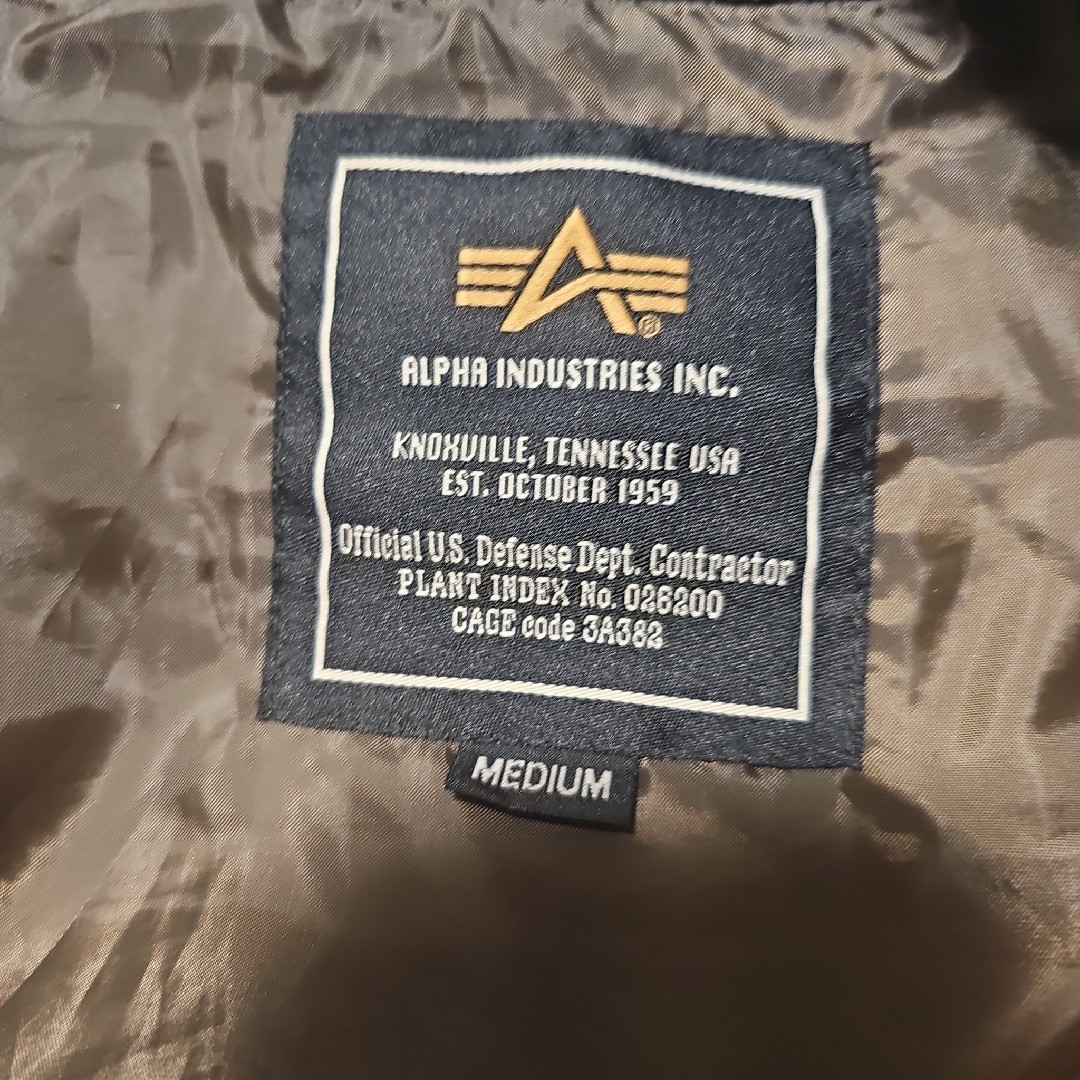 ALPHA INDUSTRIES INC.
KNOXVILLE, TENNESSEE USA
EST. OCTOBER 1959
Official U.S. Defense Dept. Contractor
PLANT INDEX No. 026200
CAGE code 3A382
MEDIUM